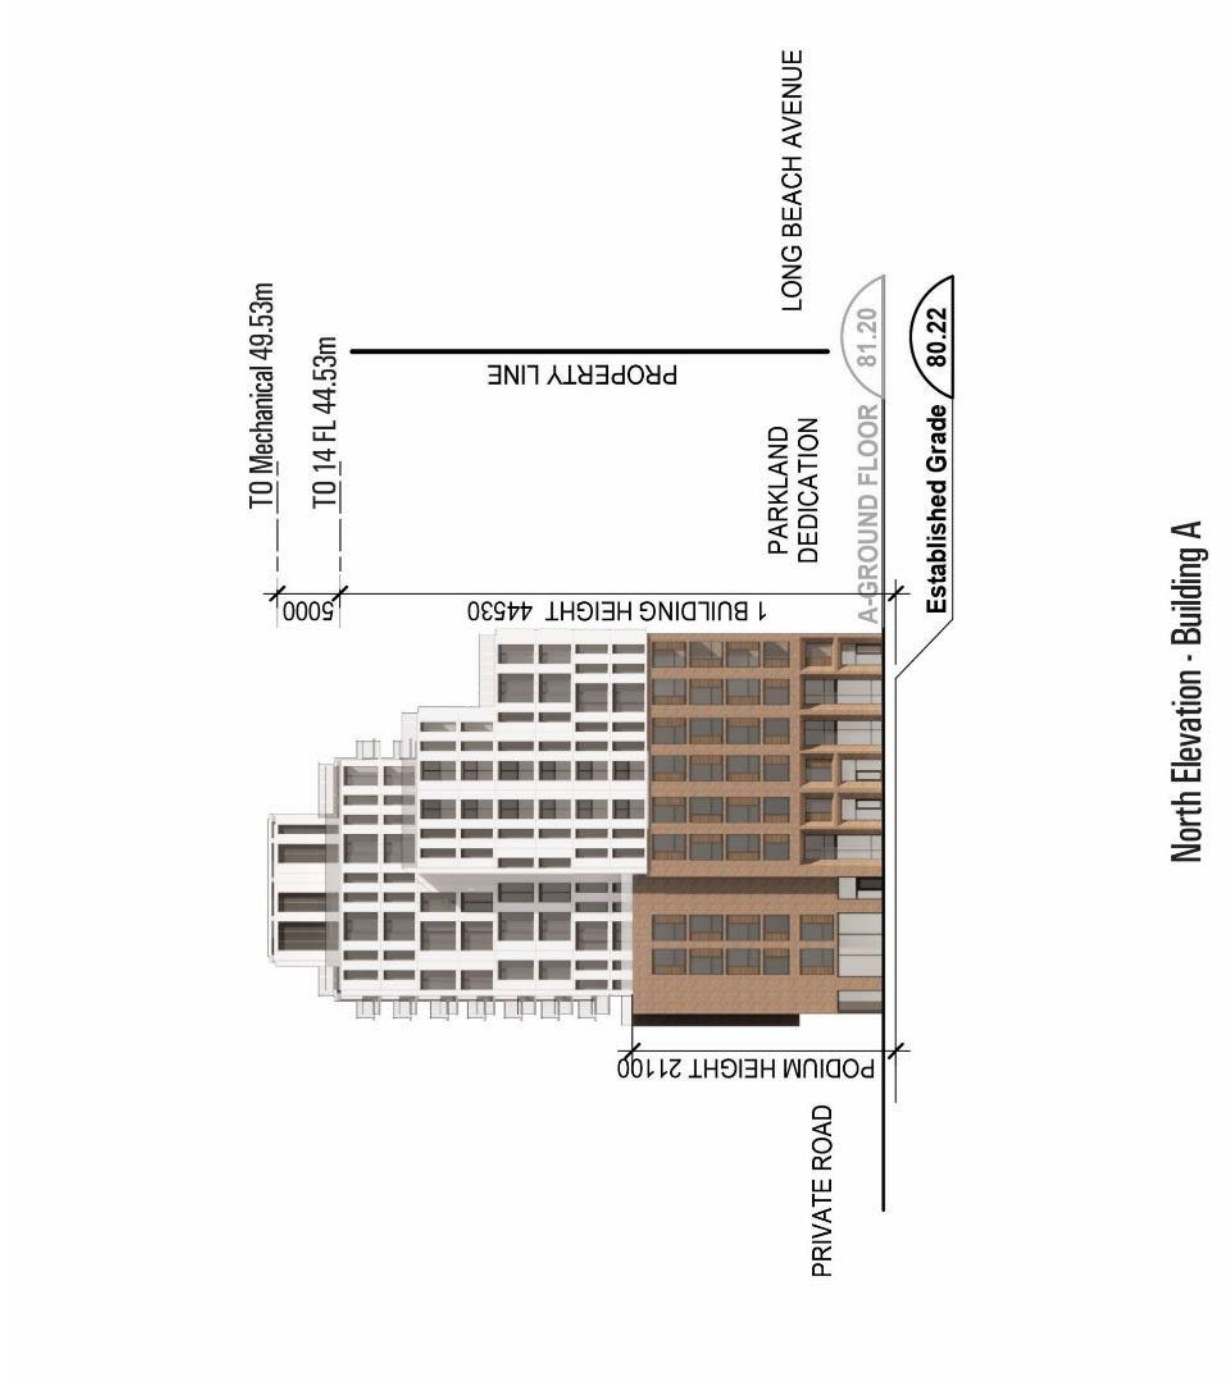 TO Mechanical 49.53m
TO 14 FL 44.53m
5000
1 BUILDING HEIGHT 44530
PROPERTY LINE
LONG BEACH AVENUE
PARKLAND
DEDICATION
A-GROUND FLOOR 81.20
Established Grade 80.22
PODIUM HEIGHT 21100
PRIVATE ROAD
North Elevation - Building A